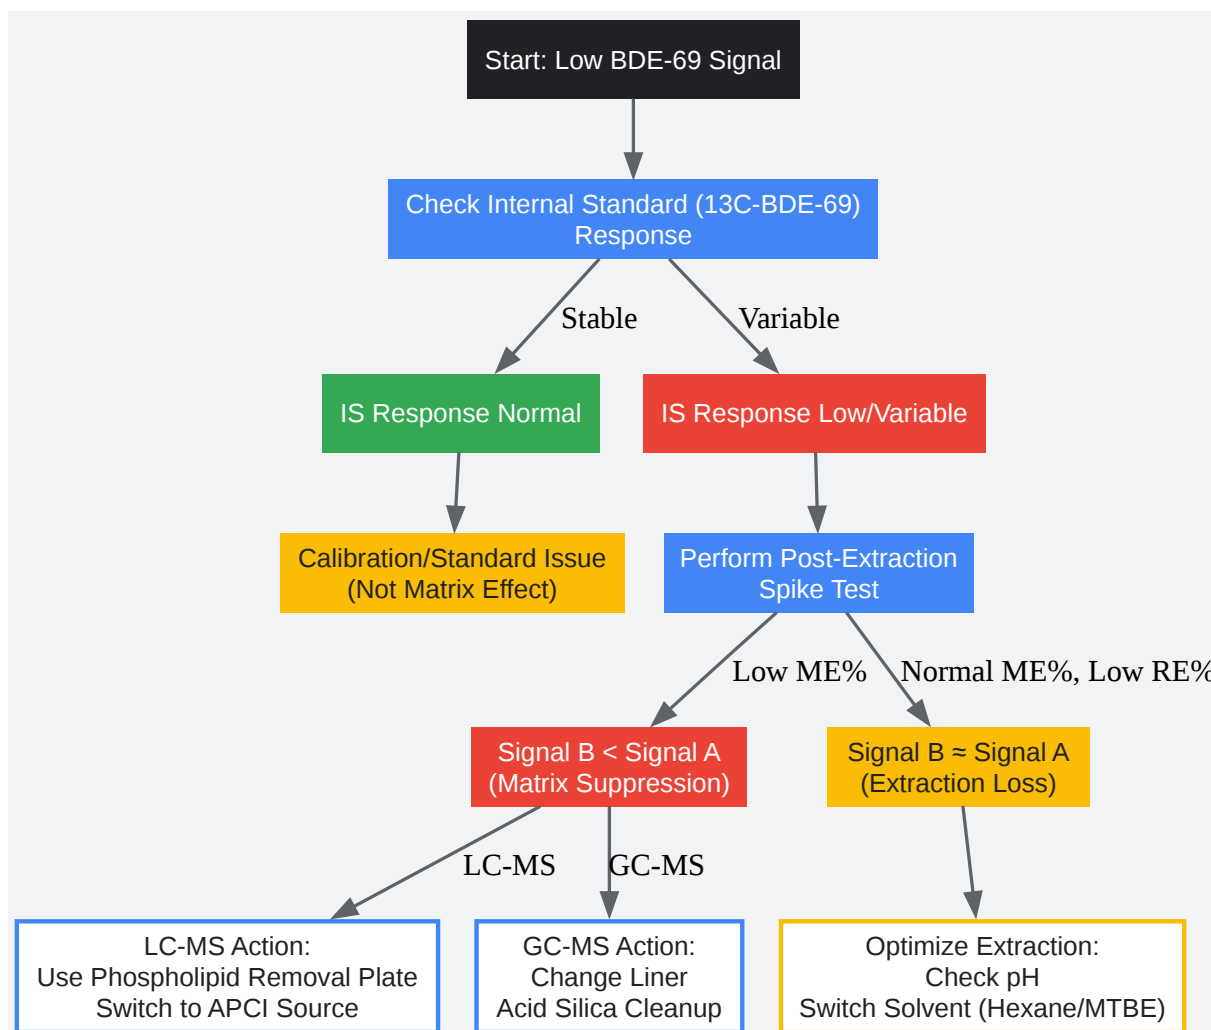 Start: Low BDE-69 Signal
Check Internal Standard (13C-BDE-69)
Response
Stable
Variable
IS Response Normal
IS Response Low/Variable
Calibration/Standard Issue
(Not Matrix Effect)
Perform Post-Extraction
Spike Test
Low ME%
Normal ME%, Low RE%
Signal B < Signal A
(Matrix Suppression)
Signal B ≈ Signal A
(Extraction Loss)
LC-MS
GC-MS
LC-MS Action:
Use Phospholipid Removal Plate
Switch to APCI Source
GC-MS Action:
Change Liner
Acid Silica Cleanup
Optimize Extraction:
Check pH
Switch Solvent (Hexane/MTBE)